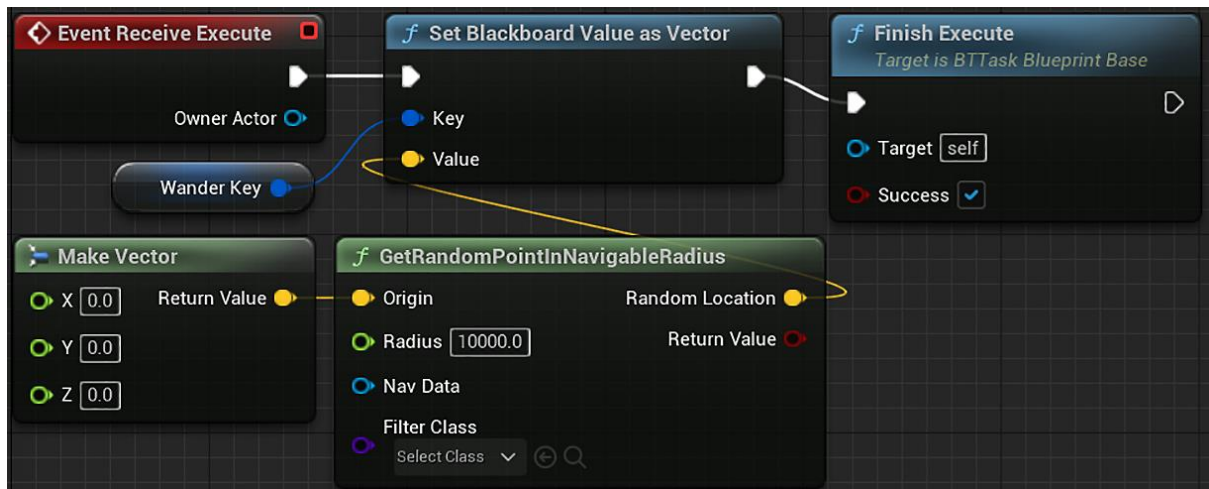 Event Receive Execute
Owner Actor
Wander Key
f Set Blackboard Value as Vector
Key
Value
f Finish Execute
Target is BTTask Blueprint Base
Target self
Success
Make Vector
X 0.0
Return Value
Y 0.0
Z 0.0
f GetRandomPointInNavigableRadius
Origin
Random Location
Radius 10000.0
Return Value
Nav Data
Filter Class
Select Class